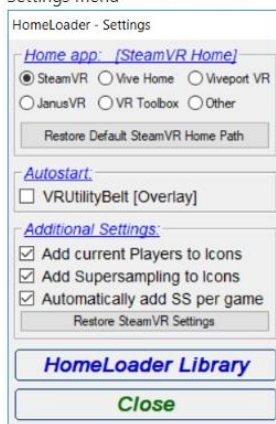 Settings menu
HomeLoader - Settings
Home app: [SteamVR Home]
SteamVR Vive Home Viveport VR
JanusVR VR Toolbox Other
Restore Default SteamVR Home Path
Autostart:
VRUtilityBelt [Overlay]
Additional Settings:
Add current Players to Icons
Add Supersampling to Icons
Automatically add SS per game
Restore SteamVR Settings
HomeLoader Library
Close